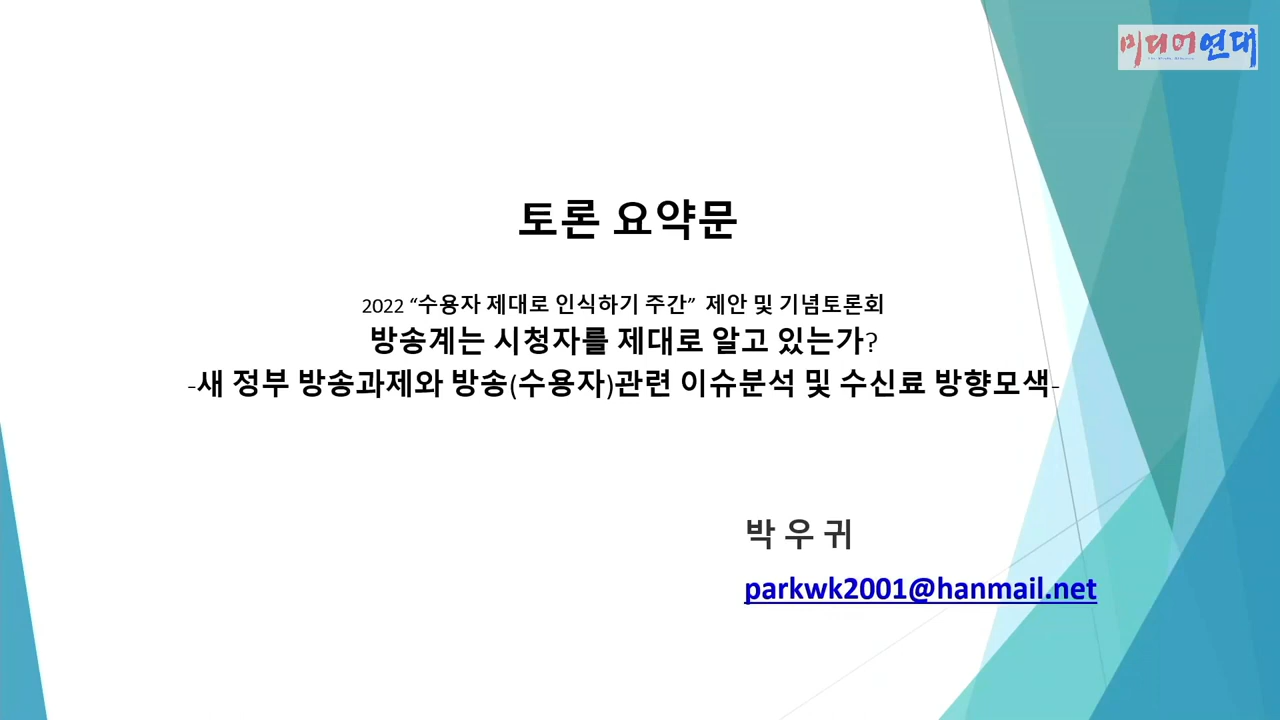 미디어연대
토론 요약문
2022 “수용자 제대로 인식하기 주간” 제안 및 기념토론회
방송계는 시청자를 제대로 알고 있는가?
-새 정부 방송과제와 방송(수용자)관련 이슈분석 및 수신료 방향모색-
박 우 귀
parkwk2001@hanmail.net